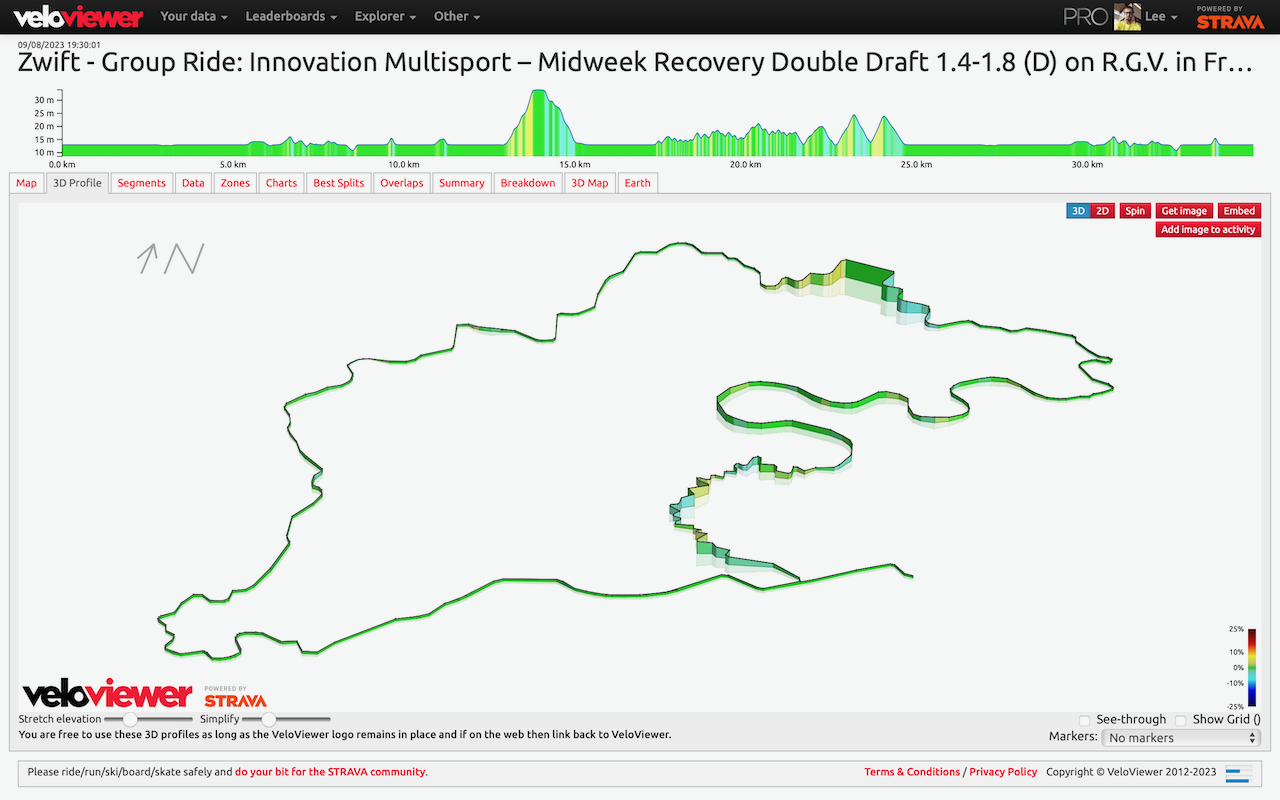 veloviewer Your data Leaderboards Explorer Other PRO Lee POWERED BY STRAVA
09/08/2023 19:30:01
Zwift - Group Ride: Innovation Multisport – Midweek Recovery Double Draft 1.4-1.8 (D) on R.G.V. in Fr...
30 m
25 m
20 m
15 m
10 m
0.0 km 5.0 km 10.0 km 15.0 km 20.0 km 25.0 km 30.0 km
Map 3D Profile Segments Data Zones Charts Best Splits Overlaps Summary Breakdown 3D Map Earth
3D 2D Spin Get image Embed
Add image to activity
N
25%
10%
0%
-10%
-25%
veloviewer POWERED BY STRAVA
Stretch elevation Simplify See-through Show Grid ()
You are free to use these 3D profiles as long as the VeloViewer logo remains in place and if on the web then link back to VeloViewer.
Markers: No markers
Please ride/run/ski/board/skate safely and do your bit for the STRAVA community. Terms & Conditions / Privacy Policy Copyright © VeloViewer 2012-2023